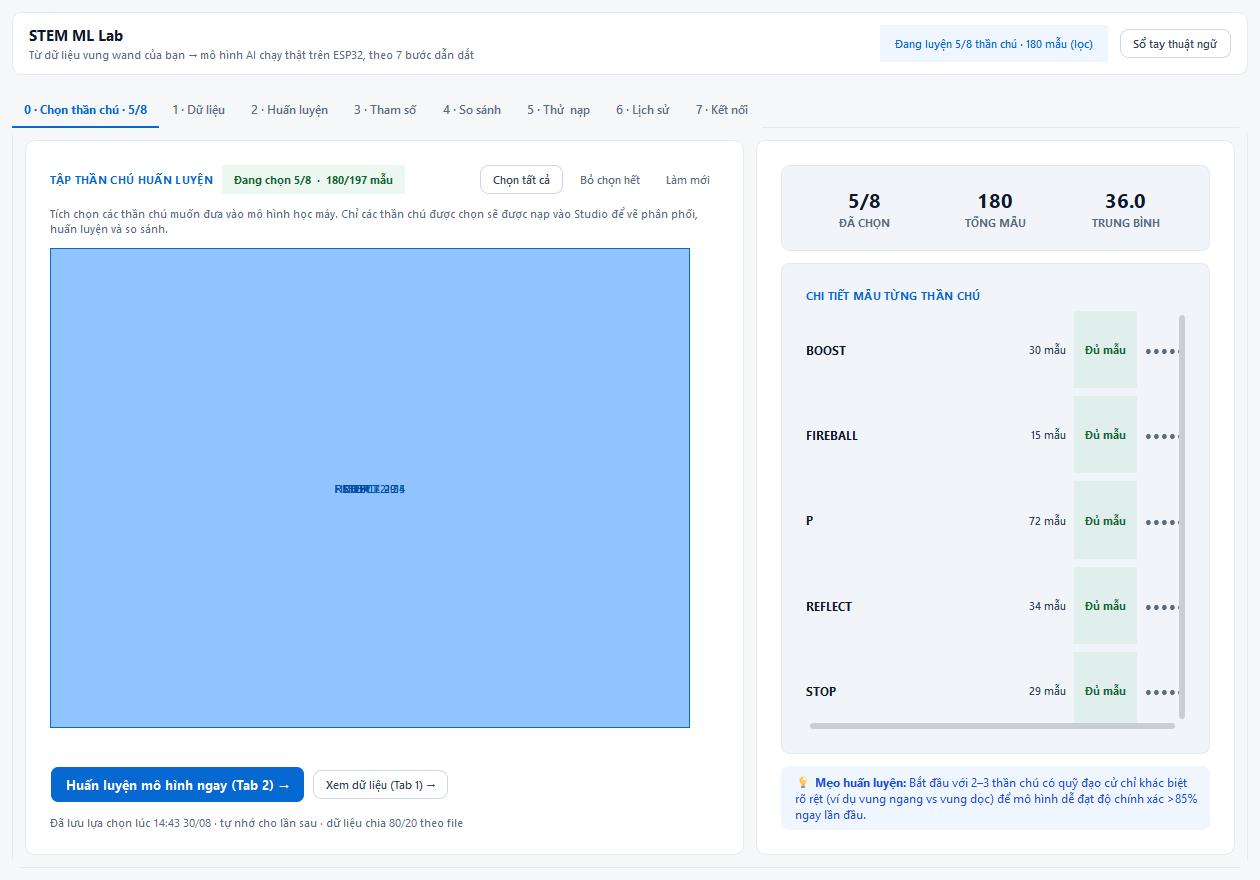 STEM ML Lab
Từ dữ liệu vung wand của bạn → mô hình AI chạy thật trên ESP32, theo 7 bước dẫn dắt
Đang luyện 5/8 thần chú · 180 mẫu (lọc)
Sổ tay thuật ngữ
0 · Chọn thần chú · 5/8
1 · Dữ liệu
2 · Huấn luyện
3 · Tham số
4 · So sánh
5 · Thử nạp
6 · Lịch sử
7 · Kết nối
TẬP THẦN CHÚ HUẤN LUYỆN
Đang chọn 5/8 · 180/197 mẫu
Chọn tất cả
Bỏ chọn hết
Làm mới
Tích chọn các thần chú muốn đưa vào mô hình học máy. Chỉ các thần chú được chọn sẽ được nạp vào Studio để vẽ phân phối,
huấn luyện và so sánh.
Huấn luyện mô hình ngay (Tab 2) →
Xem dữ liệu (Tab 1) →
Đã lưu lựa chọn lúc 14:43 30/08 · tự nhớ cho lần sau · dữ liệu chia 80/20 theo file
5/8
ĐÃ CHỌN
180
TỔNG MẪU
36.0
TRUNG BÌNH
CHI TIẾT MẪU TỪNG THẦN CHÚ
BOOST
30 mẫu
Đủ mẫu
FIREBALL
15 mẫu
Đủ mẫu
P
72 mẫu
Đủ mẫu
REFLECT
34 mẫu
Đủ mẫu
STOP
29 mẫu
Đủ mẫu
Mẹo huấn luyện: Bắt đầu với 2–3 thần chú có quỹ đạo cử chỉ khác biệt
rõ rệt (ví dụ vung ngang vs vung dọc) để mô hình dễ đạt độ chính xác >85%
ngay lần đầu.